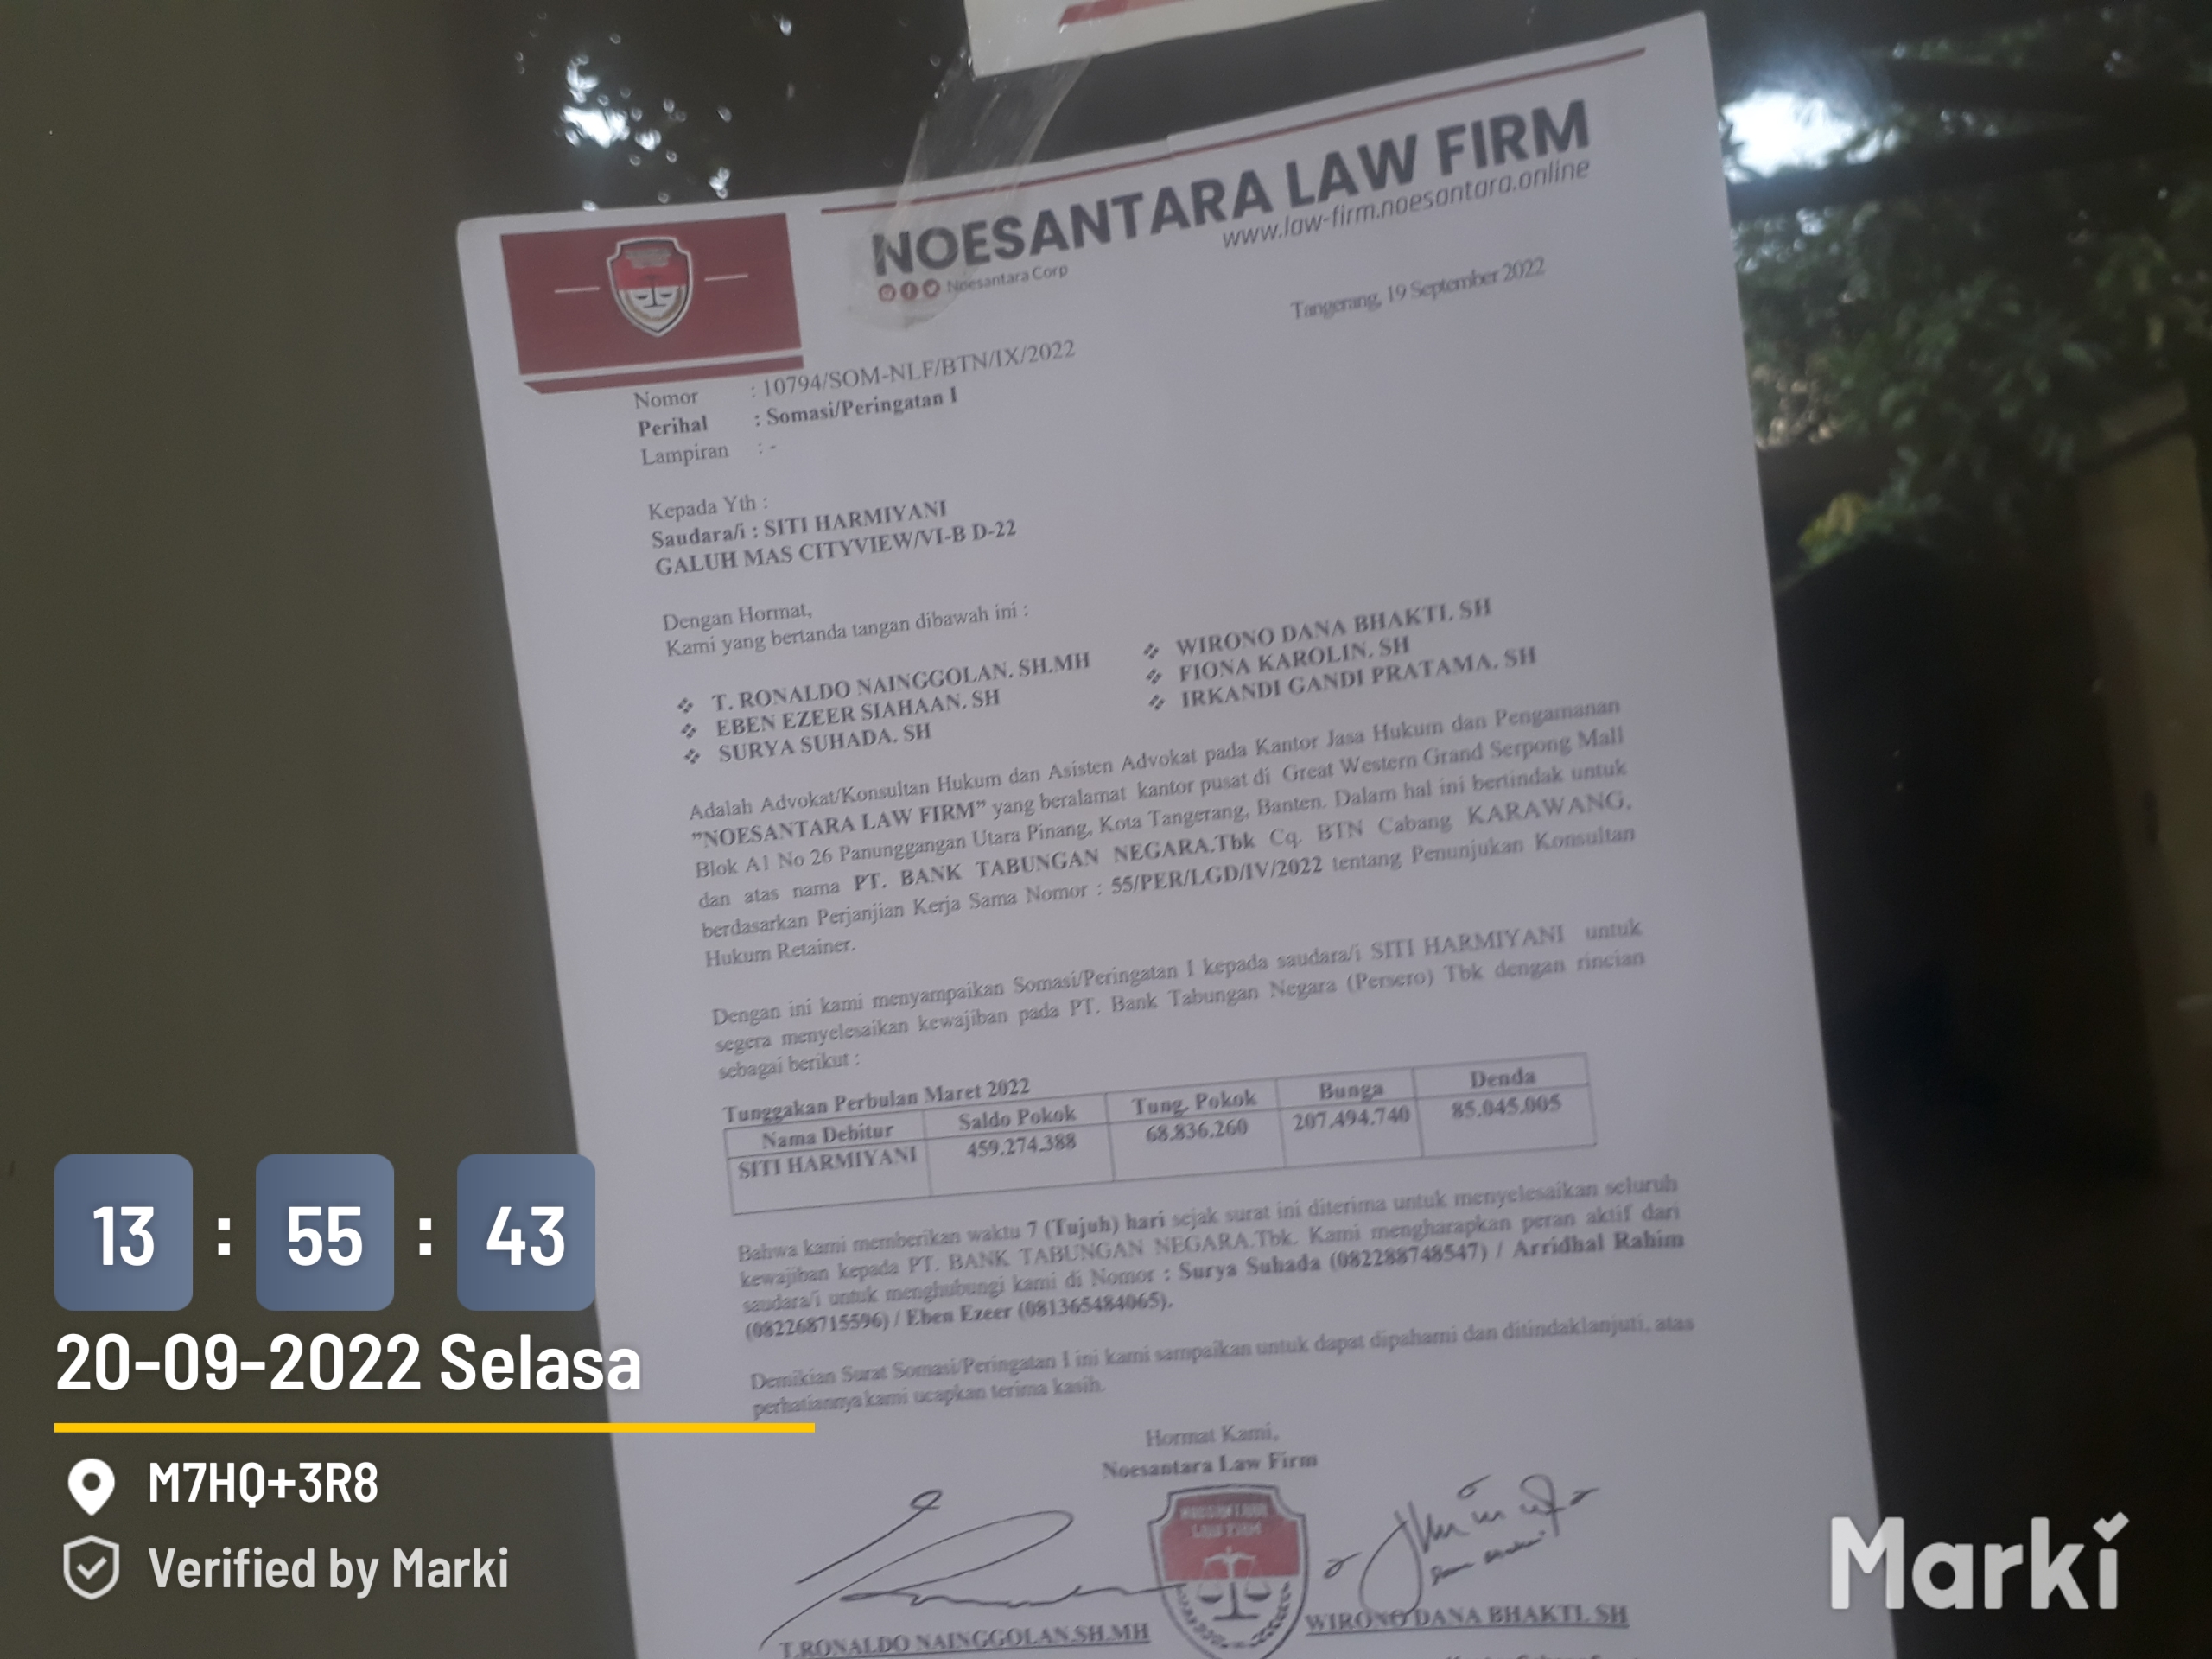 NOESANTARA LAW FIRM
www.law-firm.noesantara.online
Noesantara Corp
Tangerang, 19 September 2022
Nomor : 10794/SOM-NLF/BTN/IX/2022
Perihal : Somasi/Peringatan I
Lampiran : -
Kepada Yth :
Saudara/i : SITI HARMIYANI
GALUH MAS CITYVIEW/VI-B D-22
Dengan Hormat,
Kami yang bertanda tangan dibawah ini :
❖ T. RONALDO NAINGGOLAN. SH.MH
❖ EBEN EZEER SIAHAAN. SH
❖ SURYA SUHADA. SH
❖ WIRONO DANA BHAKTI. SH
❖ FIONA KAROLIN. SH
❖ IRKANDI GANDI PRATAMA. SH
Adalah Advokat/Konsultan Hukum dan Asisten Advokat pada Kantor Jasa Hukum dan Pengamanan
"NOESANTARA LAW FIRM" yang beralamat kantor pusat di Great Western Grand Serpong Mall
Blok A1 No 26 Panunggangan Utara Pinang, Kota Tangerang, Banten. Dalam hal ini bertindak untuk
dan atas nama PT. BANK TABUNGAN NEGARA.Tbk Cq. BTN Cabang KARAWANG,
berdasarkan Perjanjian Kerja Sama Nomor : 55/PER/LGD/IV/2022 tentang Penunjukan Konsultan
Hukum Retainer.
Dengan ini kami menyampaikan Somasi/Peringatan I kepada saudara/i SITI HARMIYANI untuk
segera menyelesaikan kewajiban pada PT. Bank Tabungan Negara (Persero) Tbk dengan rincian
sebagai berikut :
Tunggakan Perbulan Maret 2022
Nama Debitur Saldo Pokok Tung. Pokok Bunga Denda
SITI HARMIYANI 459.274.388 68.836.260 207.494.740 85.045.005
Bahwa kami memberikan waktu 7 (Tujuh) hari sejak surat ini diterima untuk menyelesaikan seluruh
kewajiban kepada PT. BANK TABUNGAN NEGARA.Tbk. Kami mengharapkan peran aktif dari
saudara/i untuk menghubungi kami di Nomor : Surya Suhada (082288748547) / Arridhal Rahim
(082268715596) / Eben Ezeer (081365484065).
Demikian Surat Somasi/Peringatan I ini kami sampaikan untuk dapat dipahami dan ditindaklanjuti, atas
perhatiannya kami ucapkan terima kasih.
Hormat Kami,
Noesantara Law Firm
LAW FIRM
T.RONALDO NAINGGOLAN.SH.MH
WIRONO DANA BHAKTI. SH
13 : 55 : 43
20-09-2022 Selasa
M7HQ+3R8
Verified by Marki
Marki